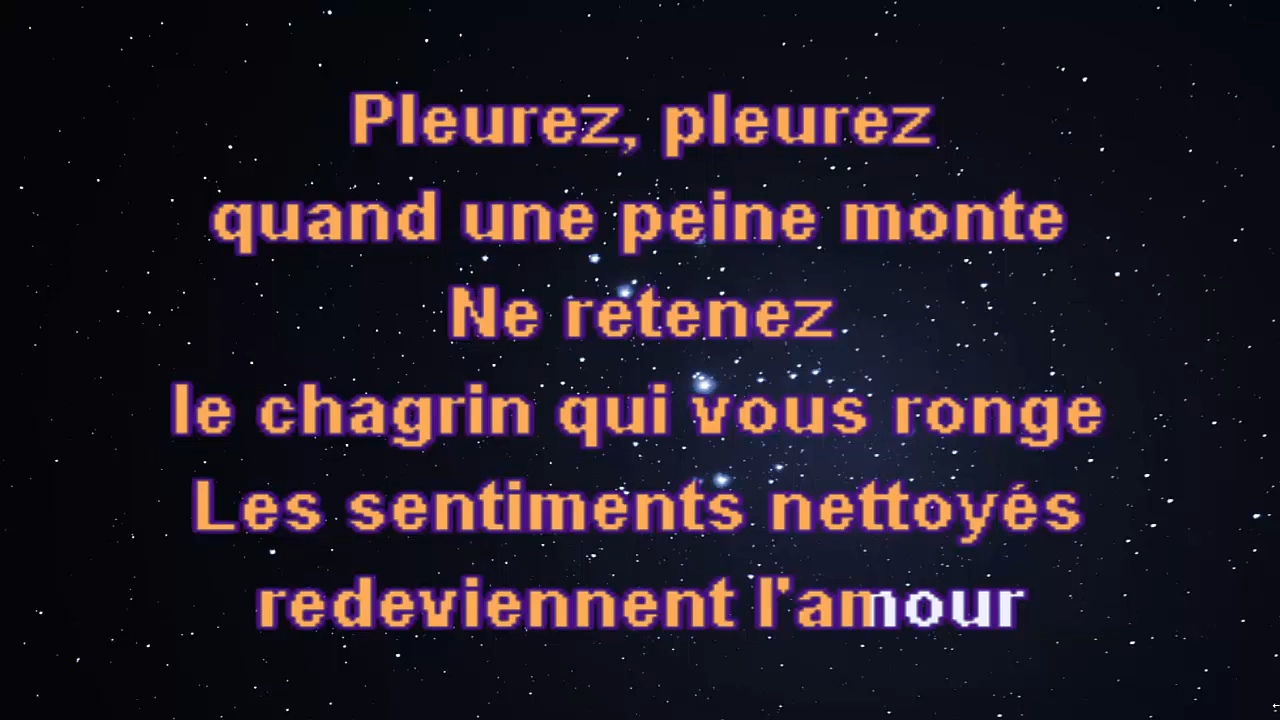 Pleurez, pleurez
quand une peine monte
Ne retenez
le chagrin qui vous ronge
Les sentiments nettoyés
redeviennent l'amour